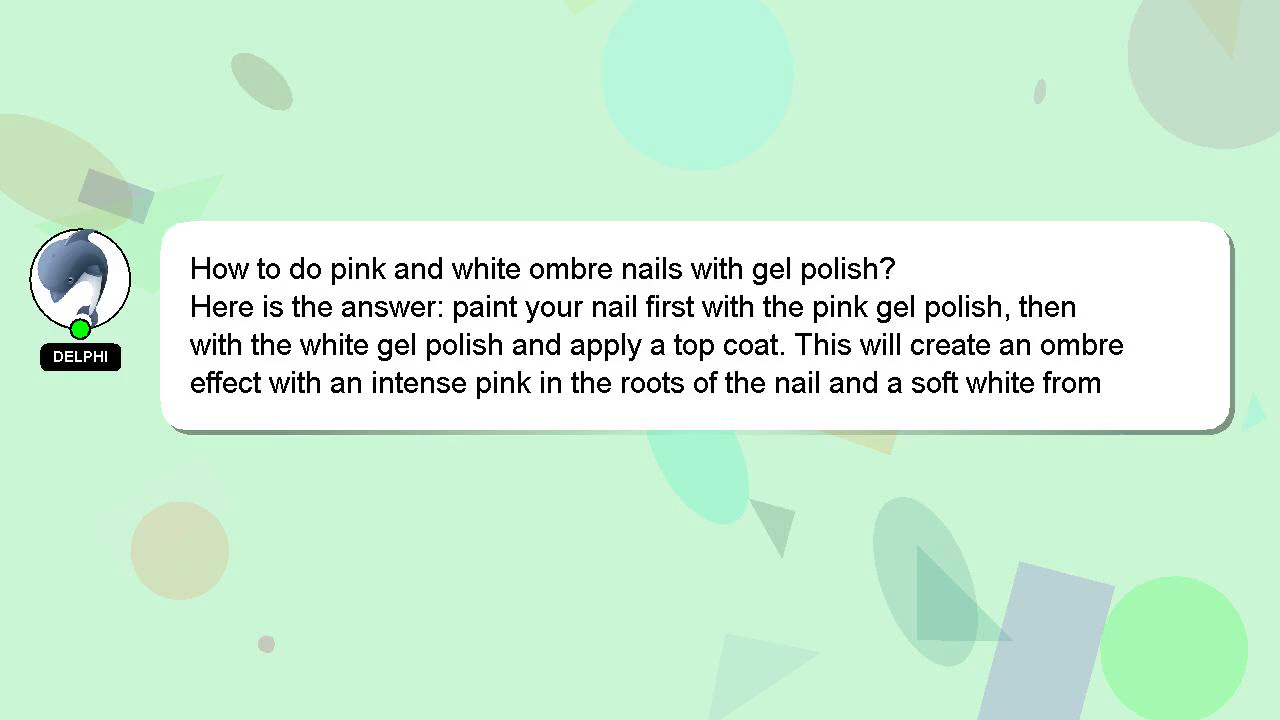 How to do pink and white ombre nails with gel polish?
Here is the answer: paint your nail first with the pink gel polish, then
with the white gel polish and apply a top coat. This will create an ombre
effect with an intense pink in the roots of the nail and a soft white from
DELPHI